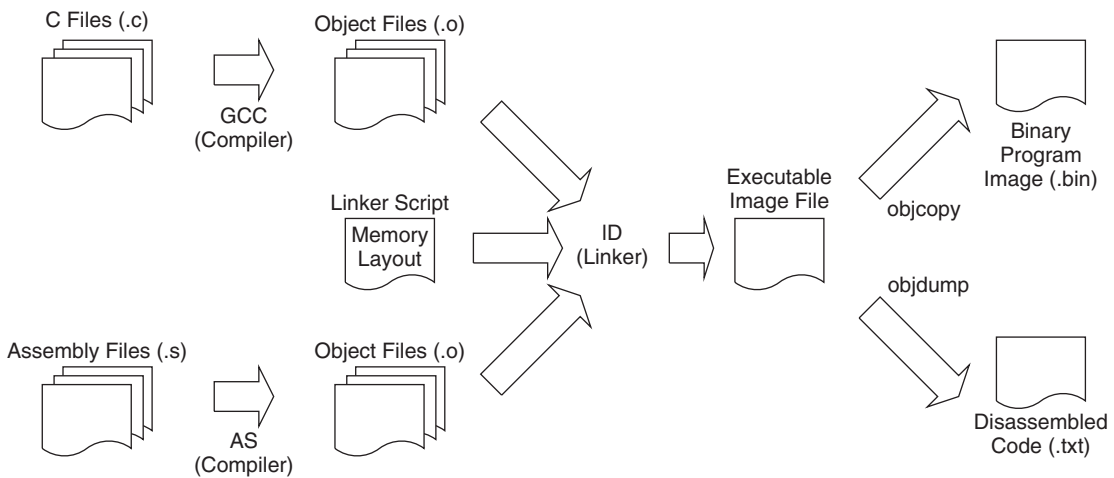 C Files (.c)
Object Files (.o)
GCC
(Compiler)
Binary
Program
Image (.bin)
Linker Script
Memory
Layout
ID
(Linker)
Executable
Image File
objcopy
objdump
Assembly Files (.s)
Object Files (.o)
AS
(Compiler)
Disassembled
Code (.txt)